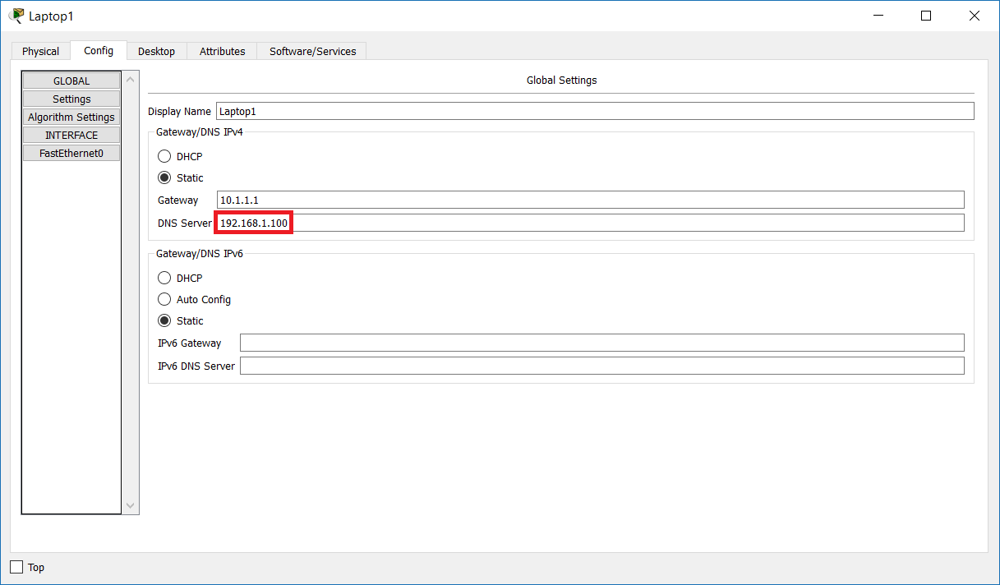 Laptop1
Physical Config Desktop Attributes Software/Services
GLOBAL
Settings
Algorithm Settings
INTERFACE
FastEthernet0
Global Settings
Display Name Laptop1
Gateway/DNS IPv4
DHCP
Static
Gateway 10.1.1.1
DNS Server 192.168.1.100
Gateway/DNS IPv6
DHCP
Auto Config
Static
IPv6 Gateway
IPv6 DNS Server
Top